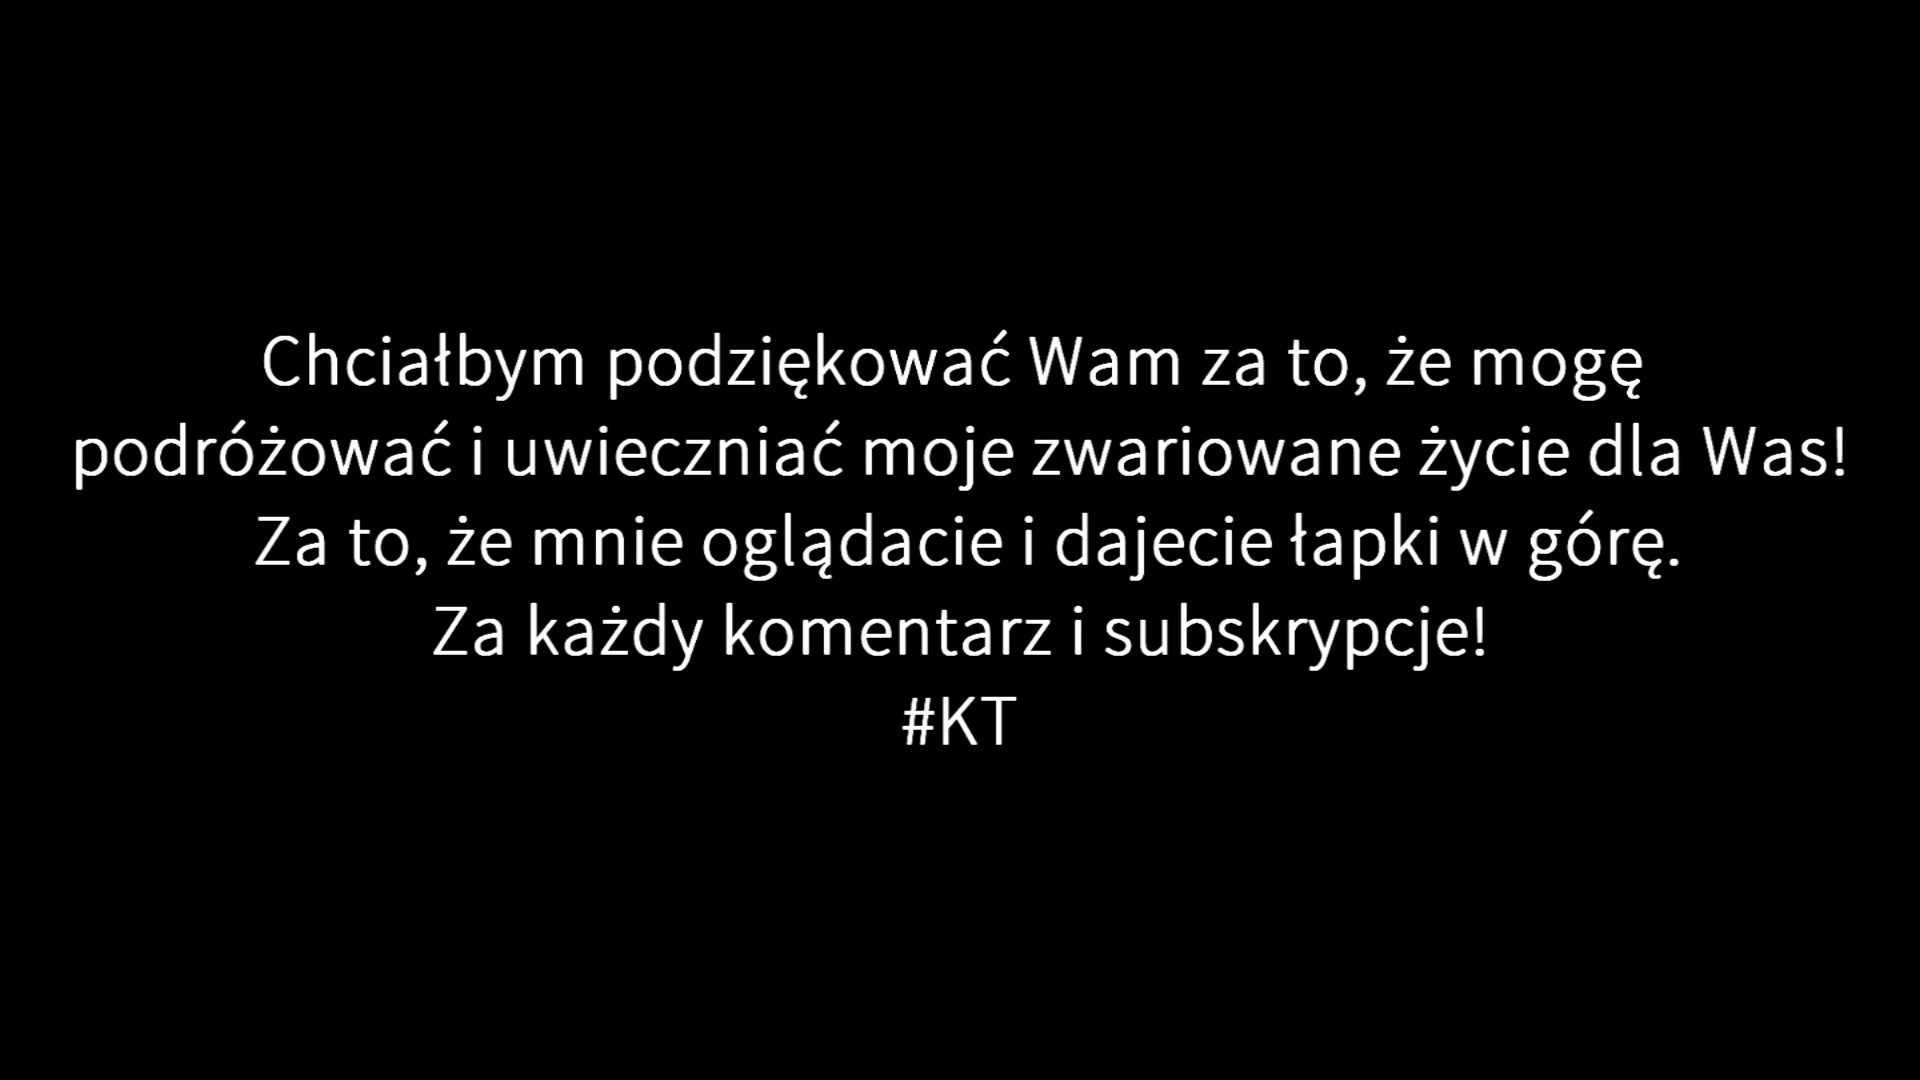 Chciałbym podziękować Wam za to, że mogę
podróżować i uwieczniać moje zwariowane życie dla Was!
Za to, że mnie oglądacie i dajecie łapki w górę.
Za każdy komentarz i subskrypcje!
#KT